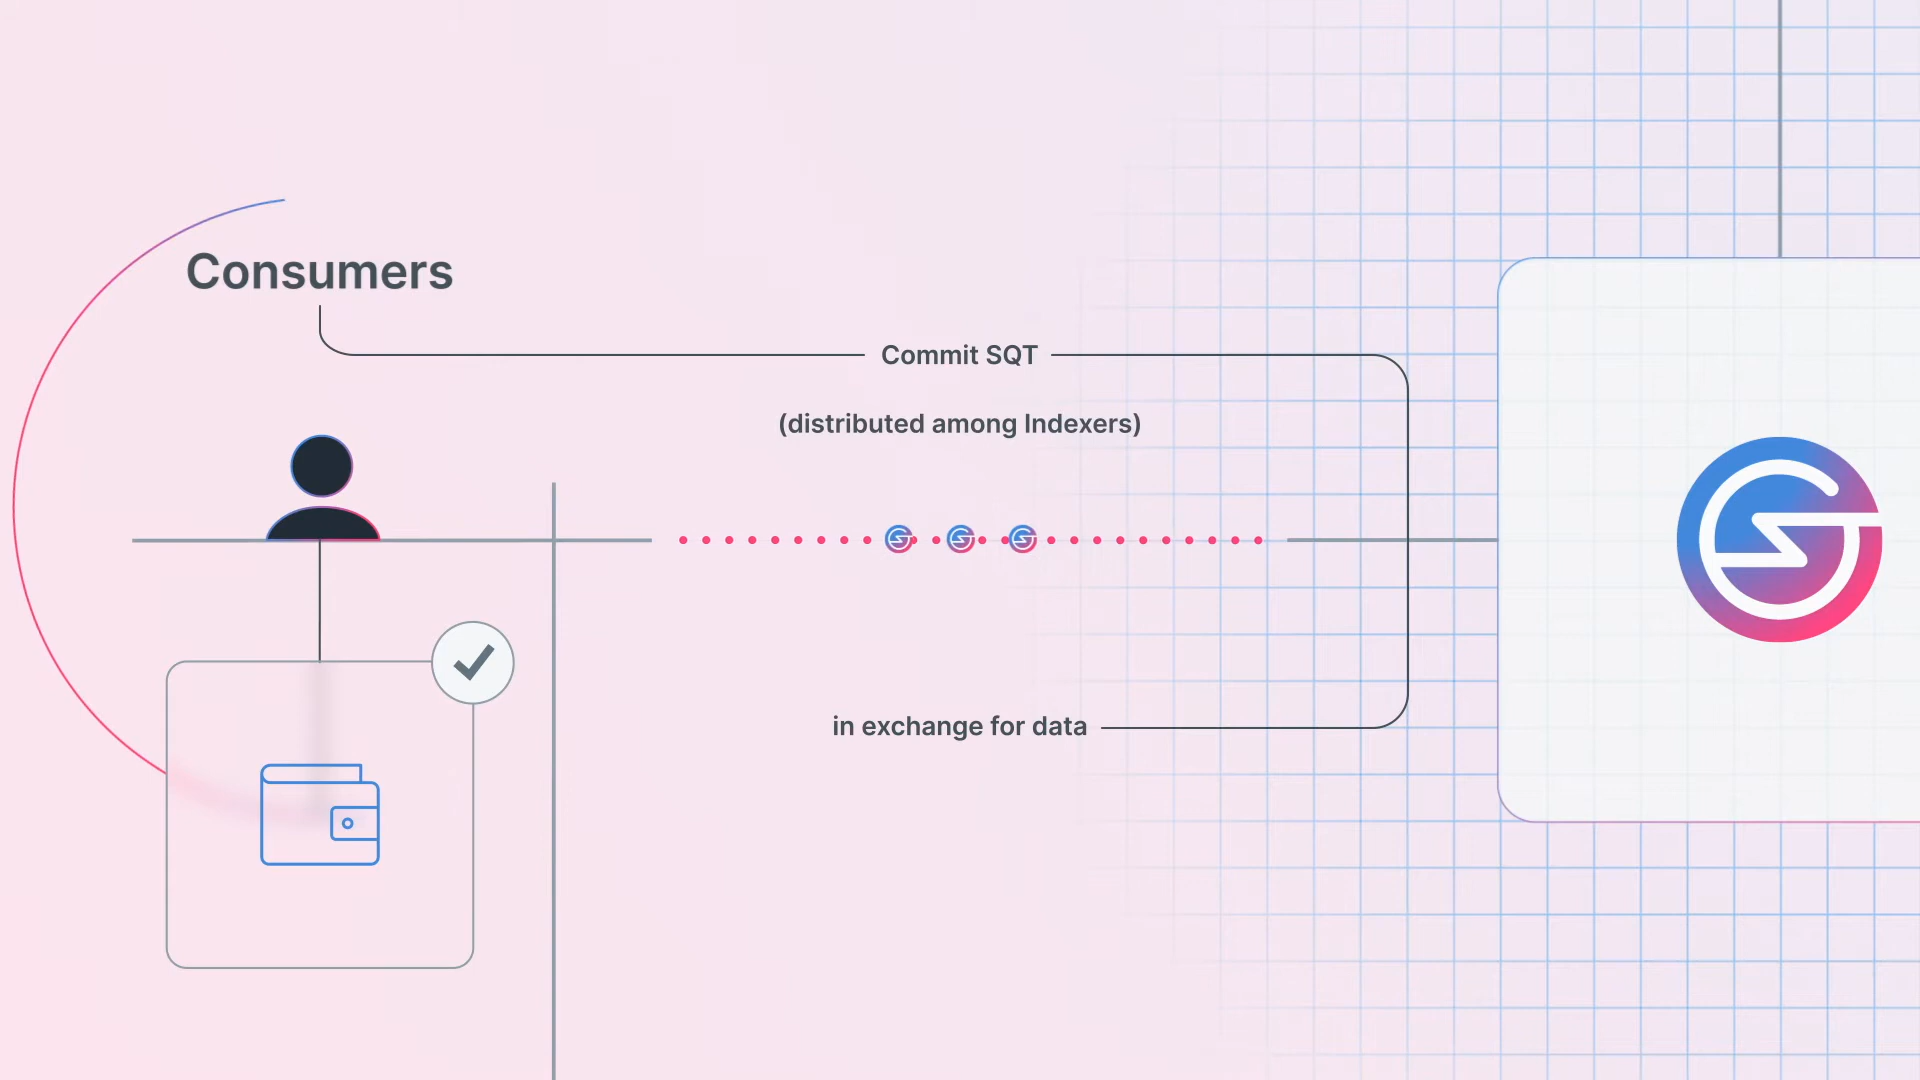 Consumers
Commit SQT
(distributed among Indexers)
in exchange for data